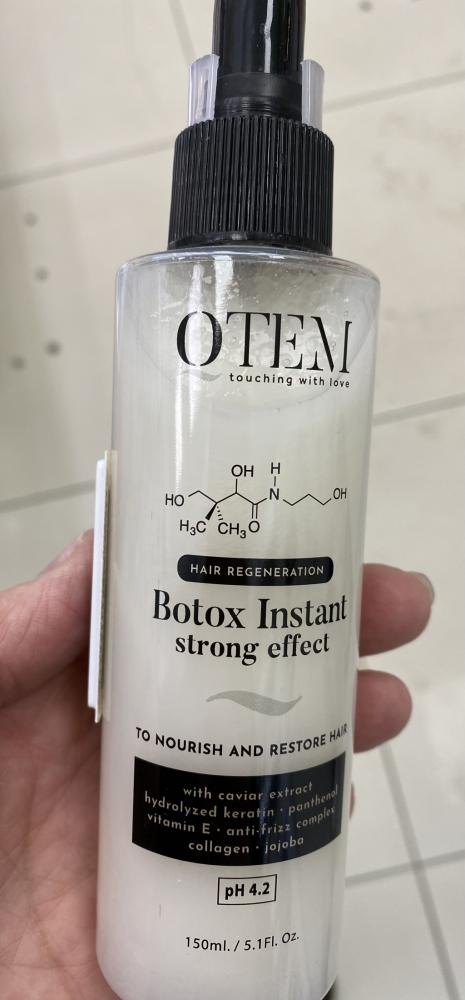 QTEM
touching with love
OH
H
HO
N
OH
H₃C
CH₃
O
HAIR REGENERATION
Botox Instant
strong effect
TO NOURISH AND RESTORE HAIR
with caviar extract
hydrolyzed keratin · panthenol
vitamin E · anti-frizz complex
collagen · jojoba
pH 4.2
150ml. / 5.1Fl. Oz.